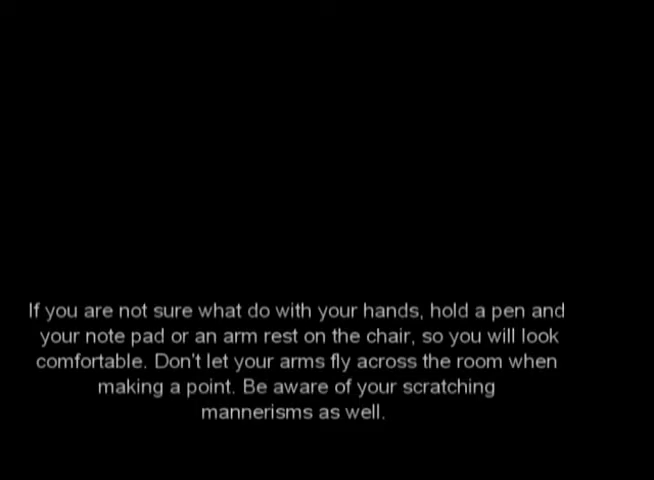 If you are not sure what do with your hands, hold a pen and
your note pad or an arm rest on the chair, so you will look
comfortable. Don't let your arms fly across the room when
making a point. Be aware of your scratching
mannerisms as well.